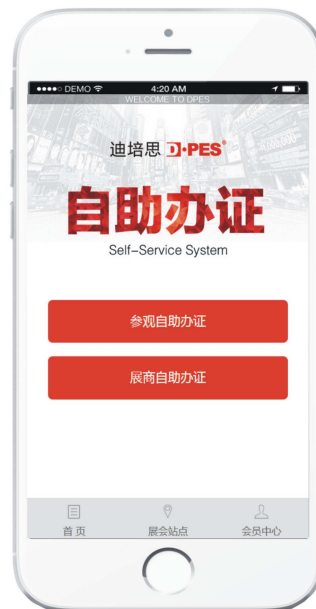 DEMO 4:20 AM
WELCOME TO DPES
迪培思 D·PES®
自助办证
Self-Service System
参观自助办证
展商自助办证
首页 展会站点 会员中心